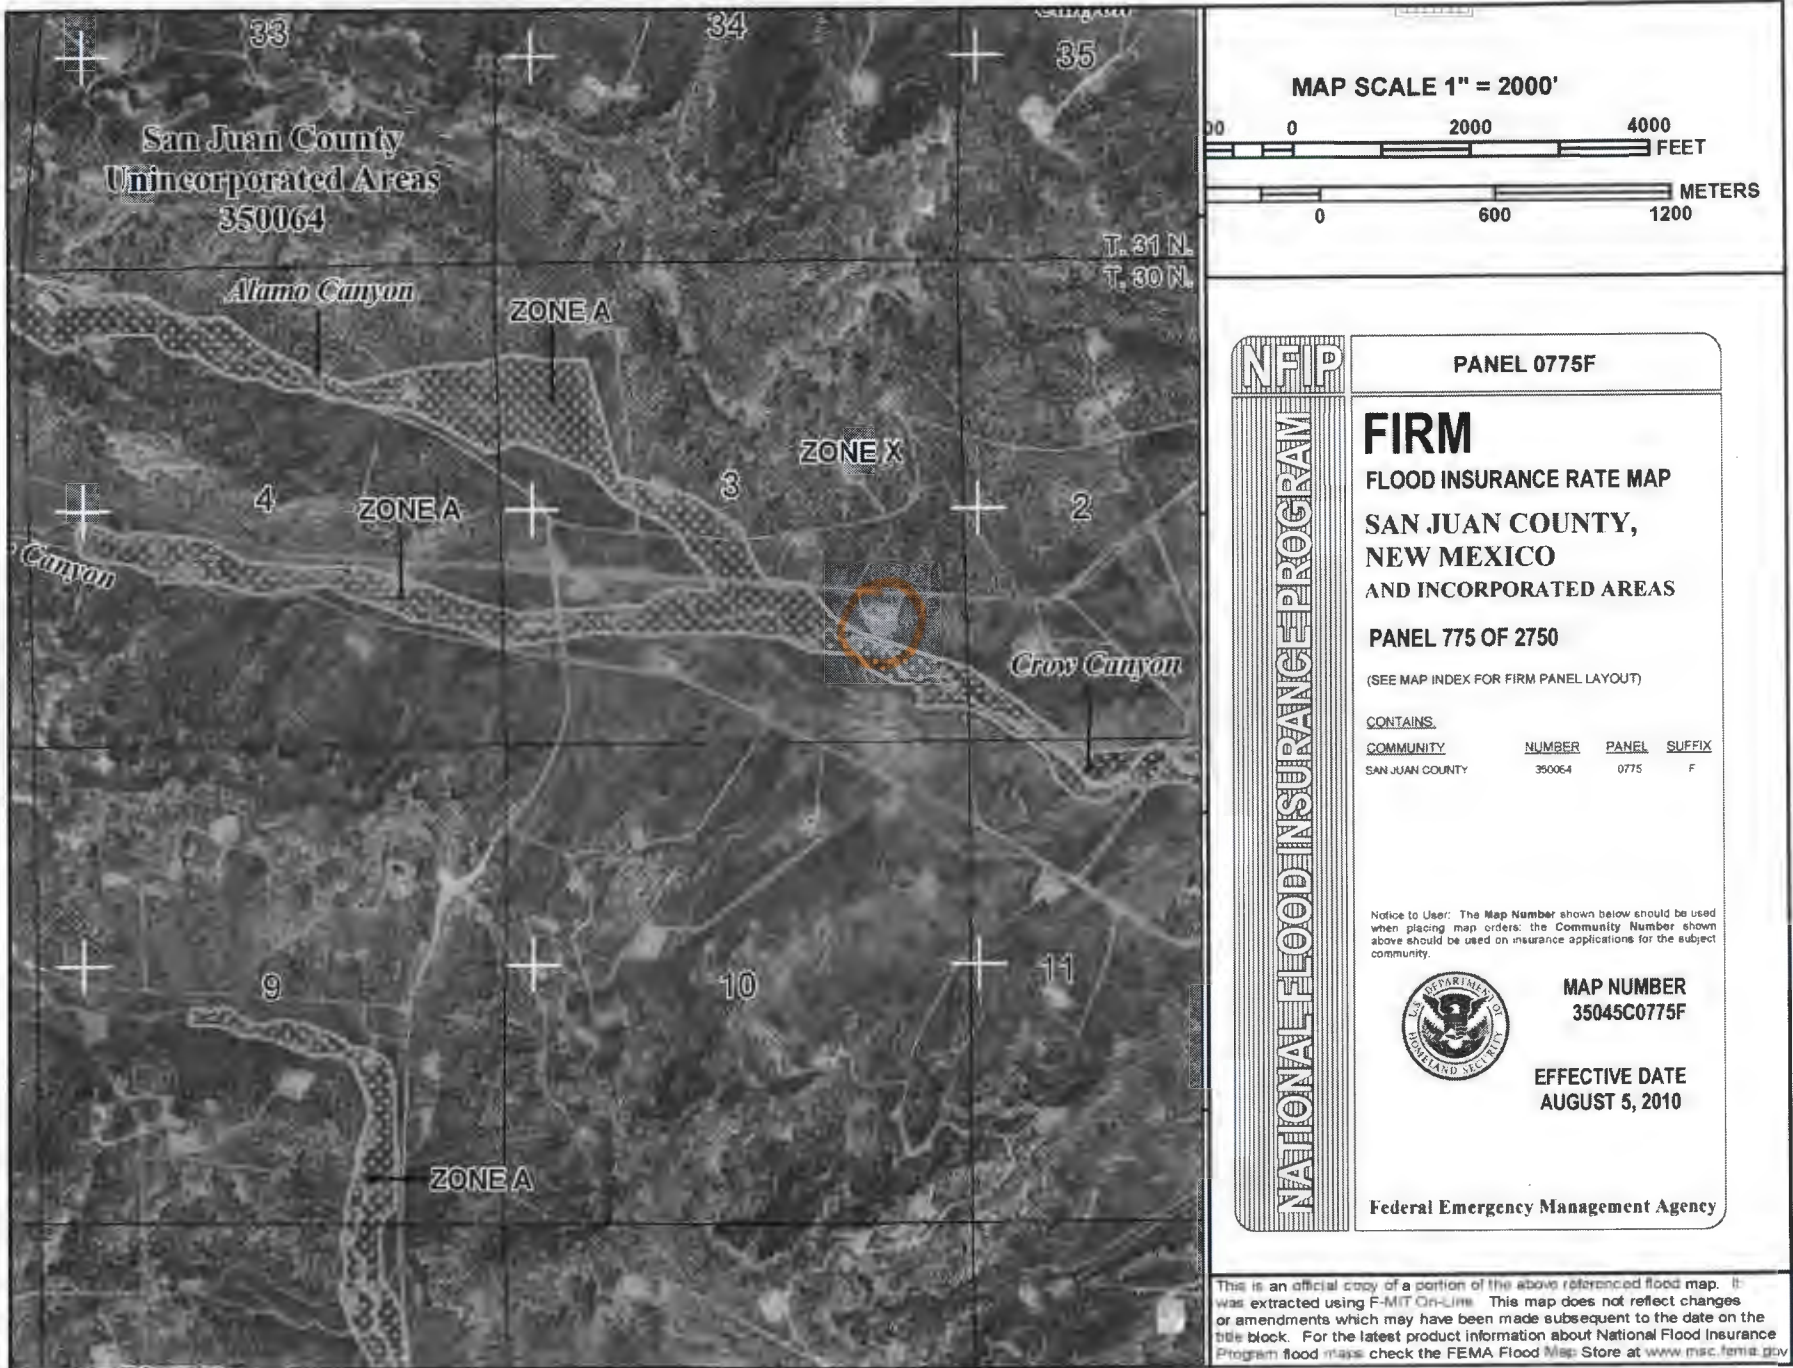 33
34
35
San Juan County
Unincorporated Areas
350064
T. 31 N.
T. 30 N.
Alamo Canyon
ZONE A
ZONE X
3
4
ZONE A
2
Canyon
Crow Canyon
9
10
11
ZONE A
MAP SCALE 1" = 2000'
00 0 2000 4000
FEET
METERS
0 600 1200
NFIP
PANEL 0775F
NATIONAL FLOOD INSURANCE PROGRAM
FIRM
FLOOD INSURANCE RATE MAP
SAN JUAN COUNTY,
NEW MEXICO
AND INCORPORATED AREAS
PANEL 775 OF 2750
(SEE MAP INDEX FOR FIRM PANEL LAYOUT)
CONTAINS.
COMMUNITY NUMBER PANEL SUFFIX
SAN JUAN COUNTY 350064 0775 F
Notice to User: The Map Number shown below should be used
when placing map orders: the Community Number shown
above should be used on insurance applications for the subject
community.
U.S. DEPARTMENT OF HOMELAND SECURITY
MAP NUMBER
35045C0775F
EFFECTIVE DATE
AUGUST 5, 2010
Federal Emergency Management Agency
This is an official copy of a portion of the above referenced flood map. It
was extracted using F-MIT On-Line This map does not reflect changes
or amendments which may have been made subsequent to the date on the
title block. For the latest product information about National Flood Insurance
Program flood maps check the FEMA Flood Map Store at www.msc.fema.gov